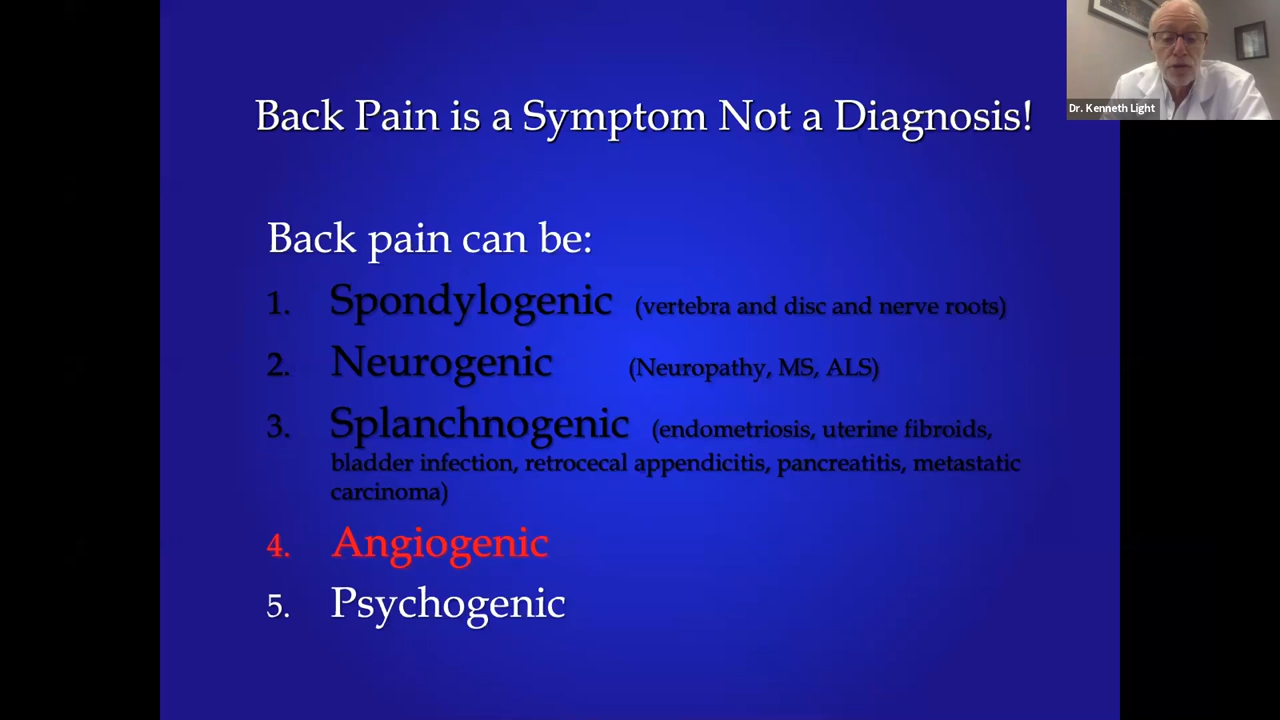 Dr. Kenneth Light
Back Pain is a Symptom Not a Diagnosis!
Back pain can be:
1. Spondylogenic (vertebra and disc and nerve roots)
2. Neurogenic (Neuropathy, MS, ALS)
3. Splanchnogenic (endometriosis, uterine fibroids,
bladder infection, retrocecal appendicitis, pancreatitis, metastatic
carcinoma)
4. Angiogenic
5. Psychogenic